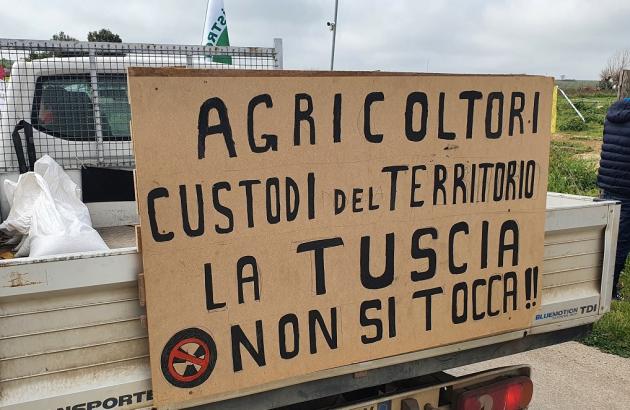 AGRICOLTORI
CUSTODI DEL TERRITORIO
LA TUSCIA
NON SI TOCCA!!
BLUEMOTION
TDI